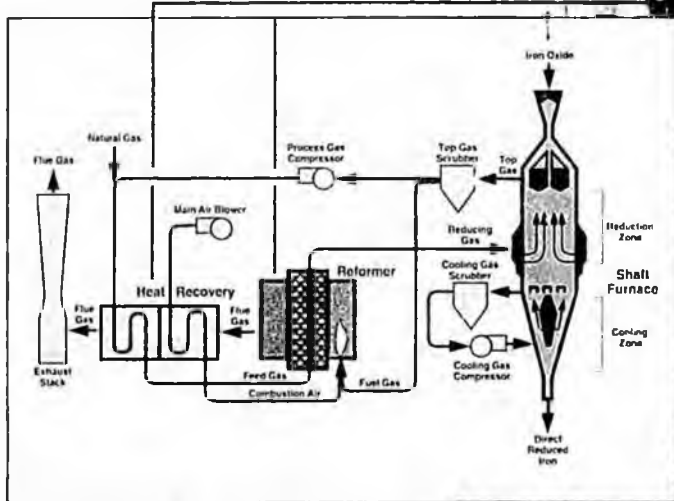 Iron Oxide
Natural Gas
Flue Gas
Process Gas
Compressor
Top Gas
Scrubber
Top
Gas
Main Air Blower
Reducing
Gas
Reduction
Zone
Heat Recovery
Reformer
Cooling Gas
Scrubber
Shaft
Furnace
Flue
Gas
Flue
Gas
Cooling
Zone
Exhaust
Stack
Feed Gas
Combustion Air
Fuel Gas
Cooling Gas
Compressor
Direct
Reduced
Iron